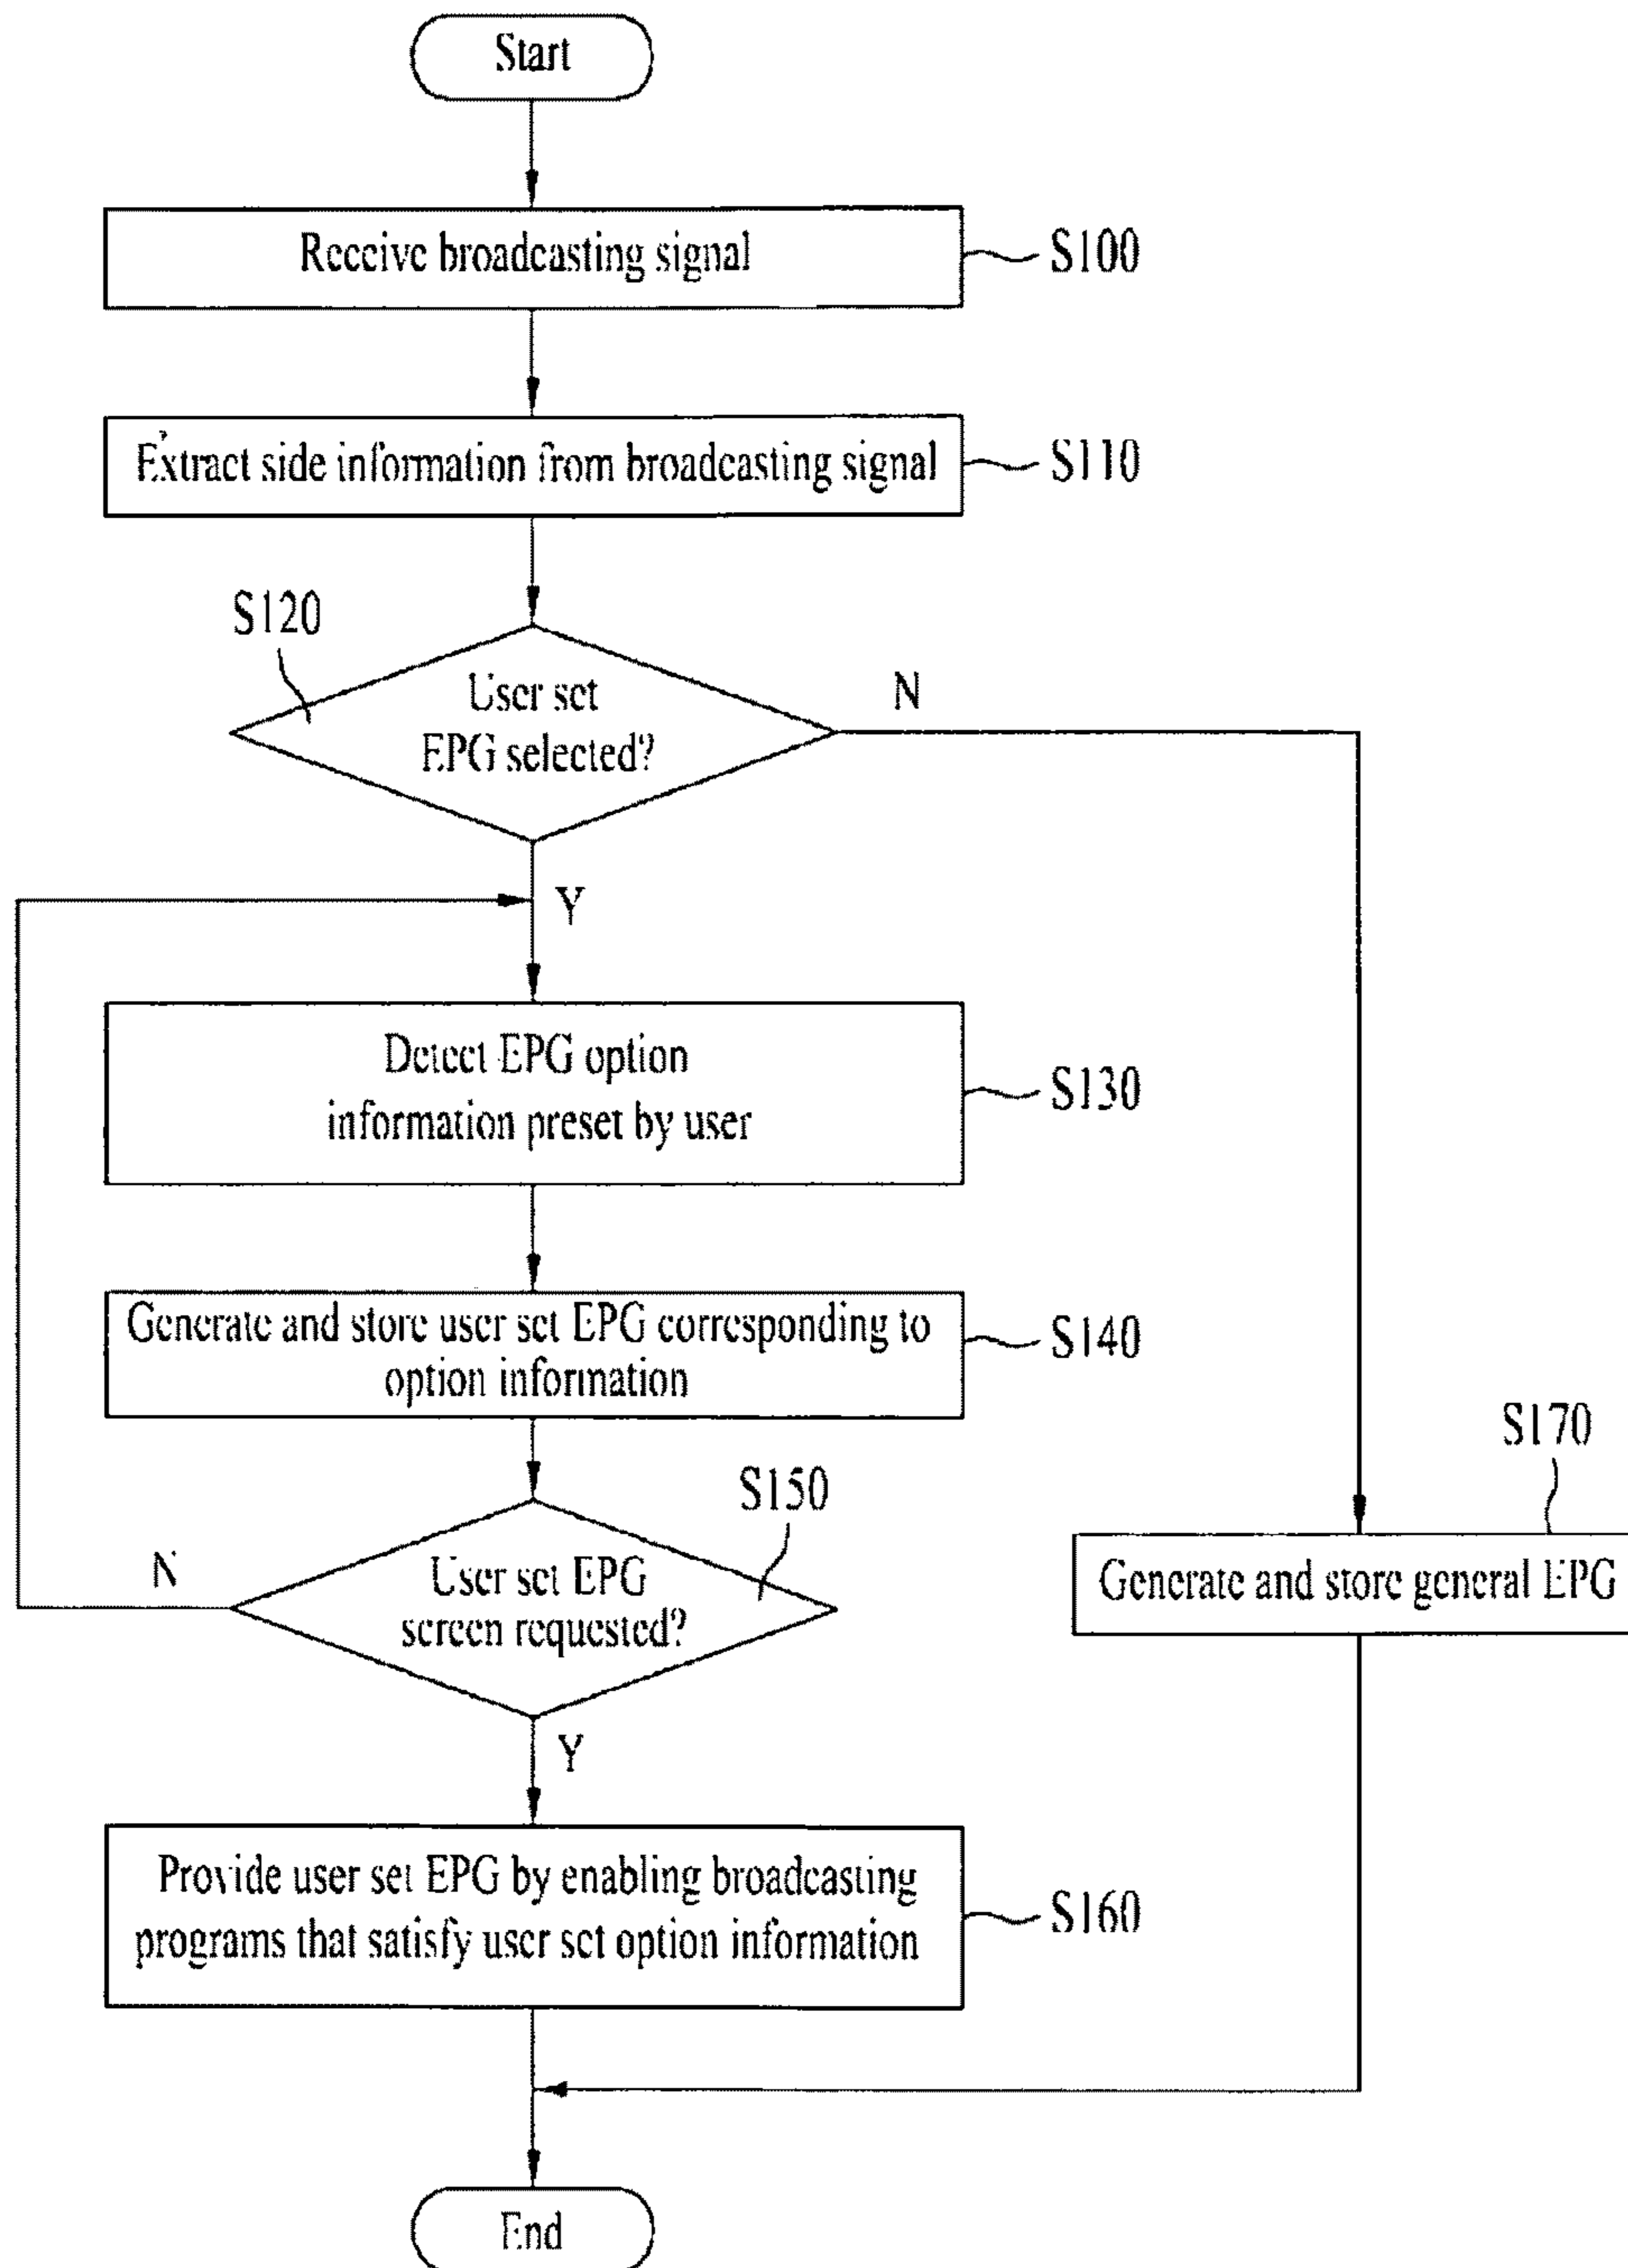 Start
Receive broadcasting signal
S100
Extract side information from broadcasting signal
S110
S120
User set
EPG selected?
N
Y
Detect EPG option
information preset by user
S130
Generate and store user set EPG corresponding to
option information
S140
S150
User set EPG
screen requested?
N
S170
Generate and store general EPG
Y
Provide user set EPG by enabling broadcasting
programs that satisfy user set option information
S160
End